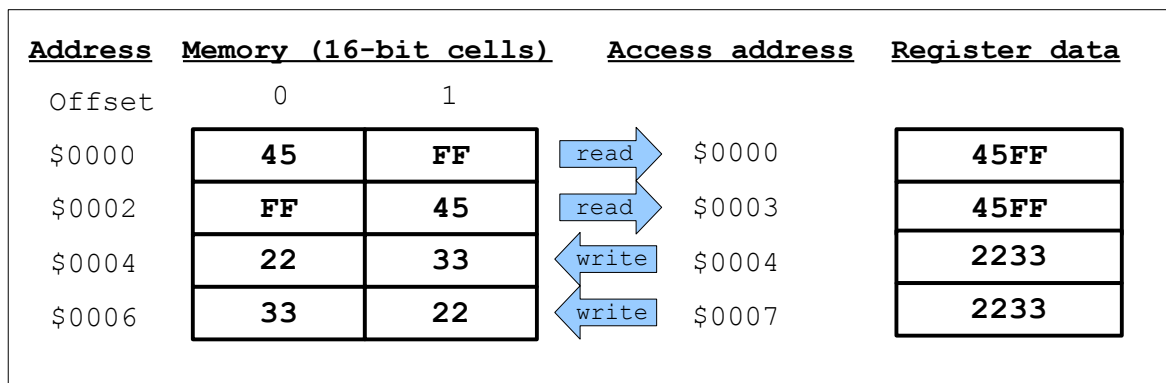 Address Memory (16-bit cells) Access address Register data
Offset 0 1
$0000 45 FF read $0000 45FF
$0002 FF 45 read $0003 45FF
$0004 22 33 write $0004 2233
$0006 33 22 write $0007 2233